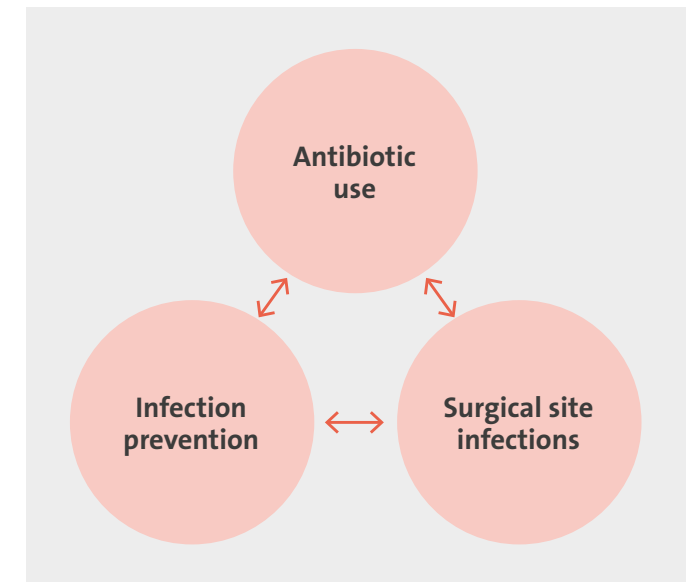 Antibiotic
use
Infection
prevention
Surgical site
infections